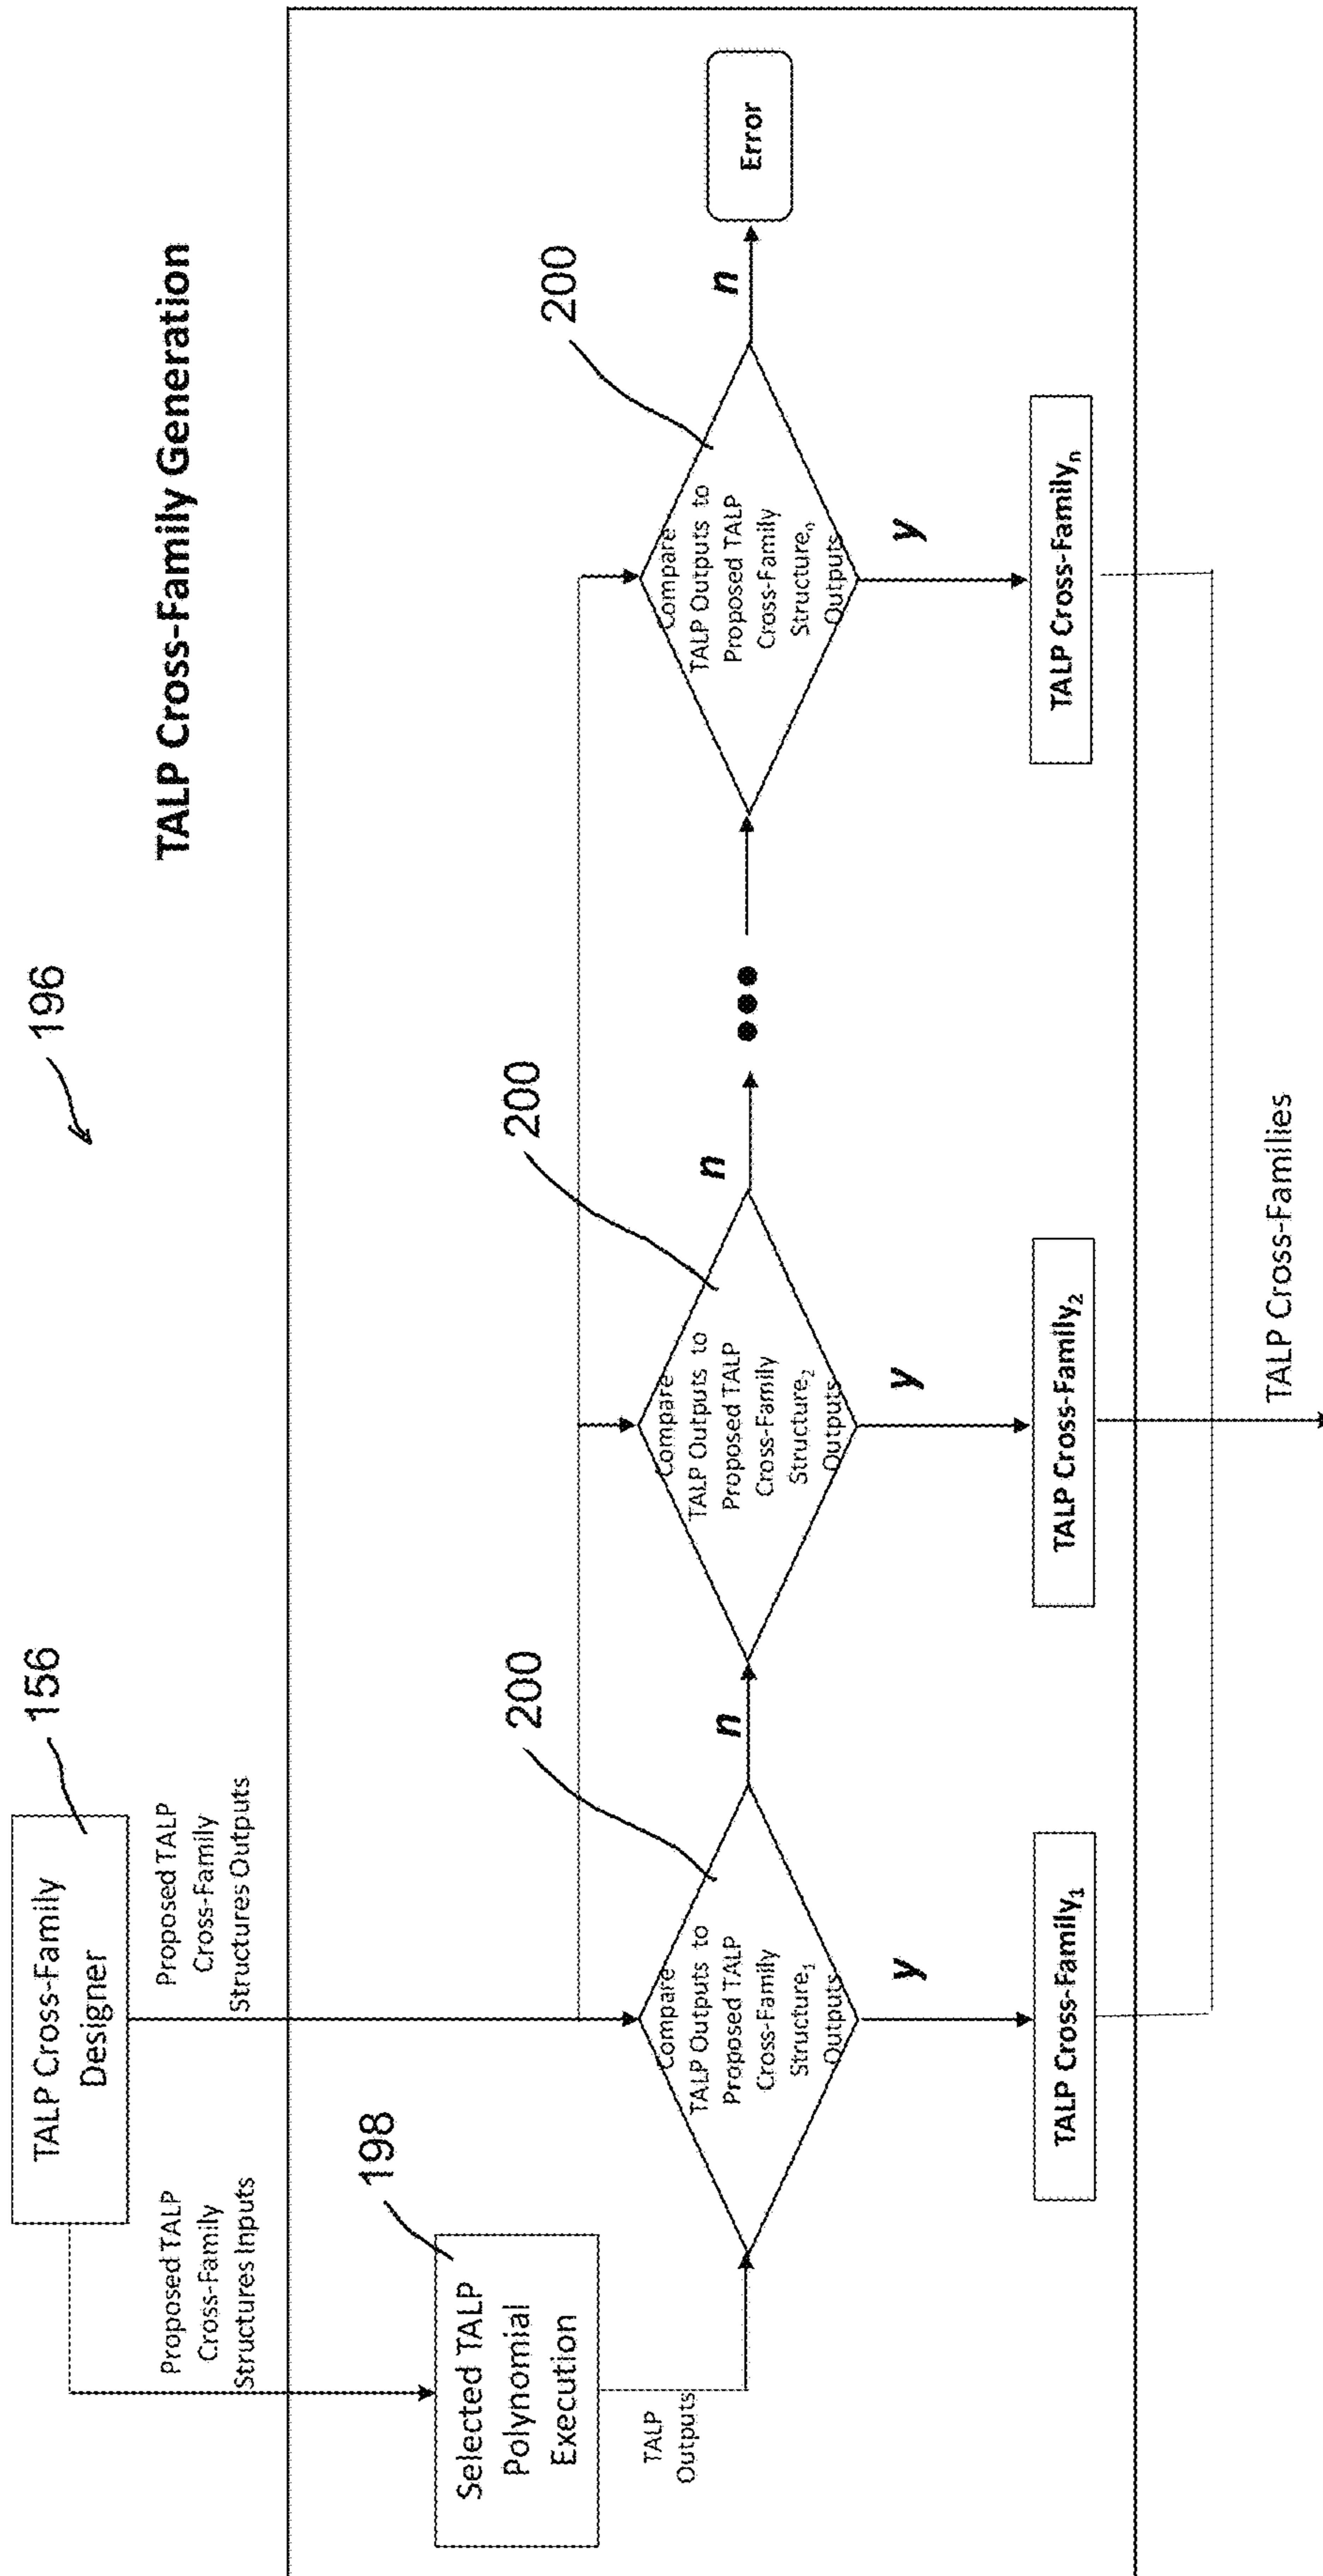 196
TALP Cross-Family Generation
TALP Cross-Family
Designer
156
Proposed TALP
Cross-Family
Structures Inputs
Proposed TALP
Cross-Family
Structures Outputs
Selected TALP
Polynomial
Execution
198
TALP
Outputs
Compare
TALP Outputs to
Proposed TALP
Cross-Family
Structure₁
Outputs
200
n
y
TALP Cross-Family₁
Compare
TALP Outputs to
Proposed TALP
Cross-Family
Structure₂
Outputs
200
n
y
TALP Cross-Family₂
Compare
TALP Outputs to
Proposed TALP
Cross-Family
Structureₙ
Outputs
200
n
y
TALP Cross-Familyₙ
Error
TALP Cross-Families